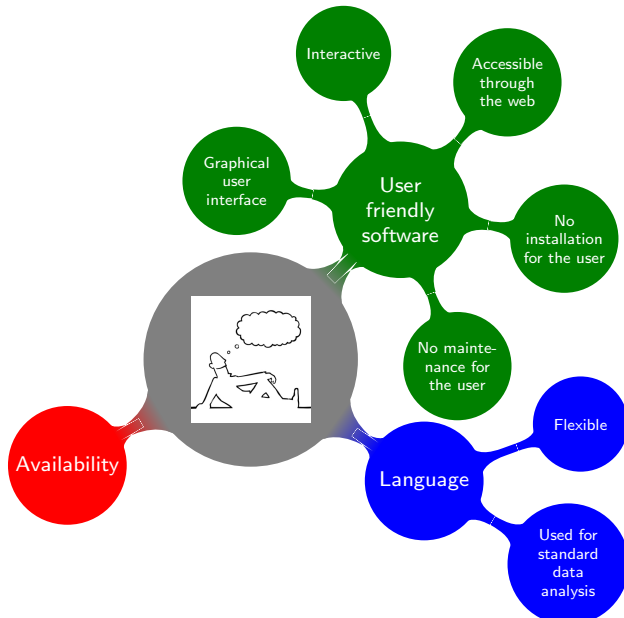 Interactive
Accessible
through
the web
Graphical
user
interface
User
friendly
software
No
installation
for the user
No mainte-
nance for
the user
Flexible
Availability
Language
Used for
standard
data
analysis